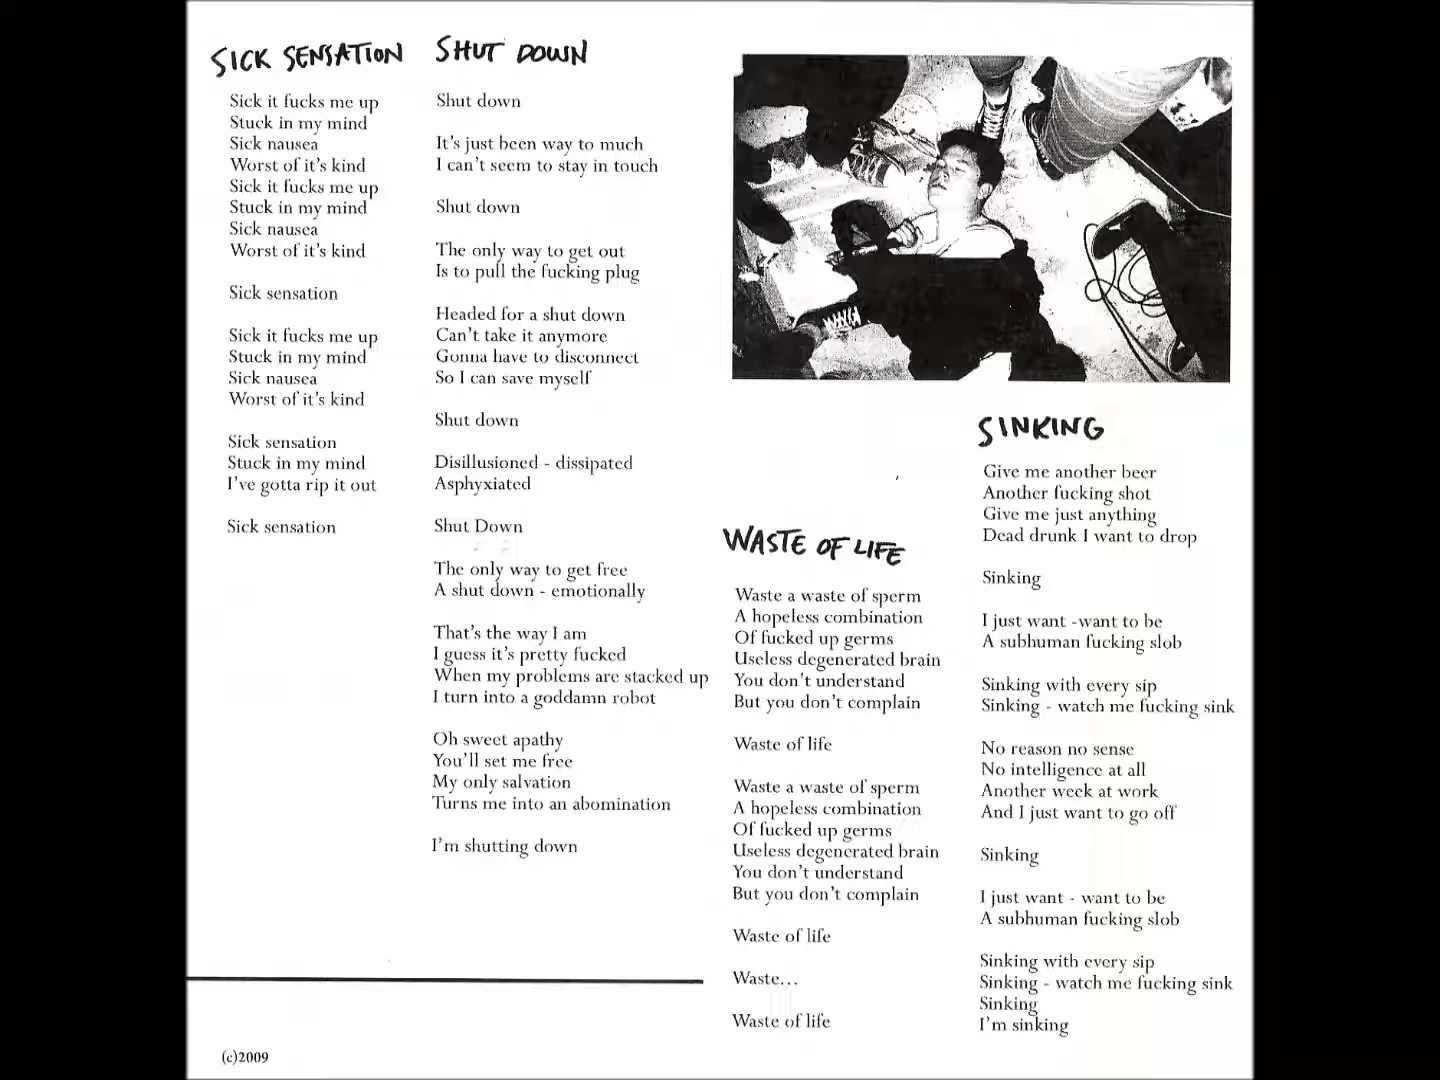 SICK SENSATION
Sick it fucks me up
Stuck in my mind
Sick nausea
Worst of it's kind
Sick it fucks me up
Stuck in my mind
Sick nausea
Worst of it's kind
Sick sensation
Sick it fucks me up
Stuck in my mind
Sick nausea
Worst of it's kind
Sick sensation
Stuck in my mind
I've gotta rip it out
Sick sensation
SHUT DOWN
Shut down
It's just been way to much
I can't seem to stay in touch
Shut down
The only way to get out
Is to pull the fucking plug
Headed for a shut down
Can't take it anymore
Gonna have to disconnect
So I can save myself
Shut down
Disillusioned - dissipated
Asphyxiated
Shut Down
The only way to get free
A shut down - emotionally
That's the way I am
I guess it's pretty fucked
When my problems are stacked up
I turn into a goddamn robot
Oh sweet apathy
You'll set me free
My only salvation
Turns me into an abomination
I'm shutting down
WASTE OF LIFE
Waste a waste of sperm
A hopeless combination
Of fucked up germs
Useless degenerated brain
You don't understand
But you don't complain
Waste of life
Waste a waste of sperm
A hopeless combination
Of fucked up germs
Useless degenerated brain
You don't understand
But you don't complain
Waste of life
Waste...
Waste of life
SINKING
Give me another beer
Another fucking shot
Give me just anything
Dead drunk I want to drop
Sinking
I just want -want to be
A subhuman fucking slob
Sinking with every sip
Sinking - watch me fucking sink
No reason no sense
No intelligence at all
Another week at work
And I just want to go off
Sinking
I just want - want to be
A subhuman fucking slob
Sinking with every sip
Sinking - watch me fucking sink
Sinking
I'm sinking
(c)2009